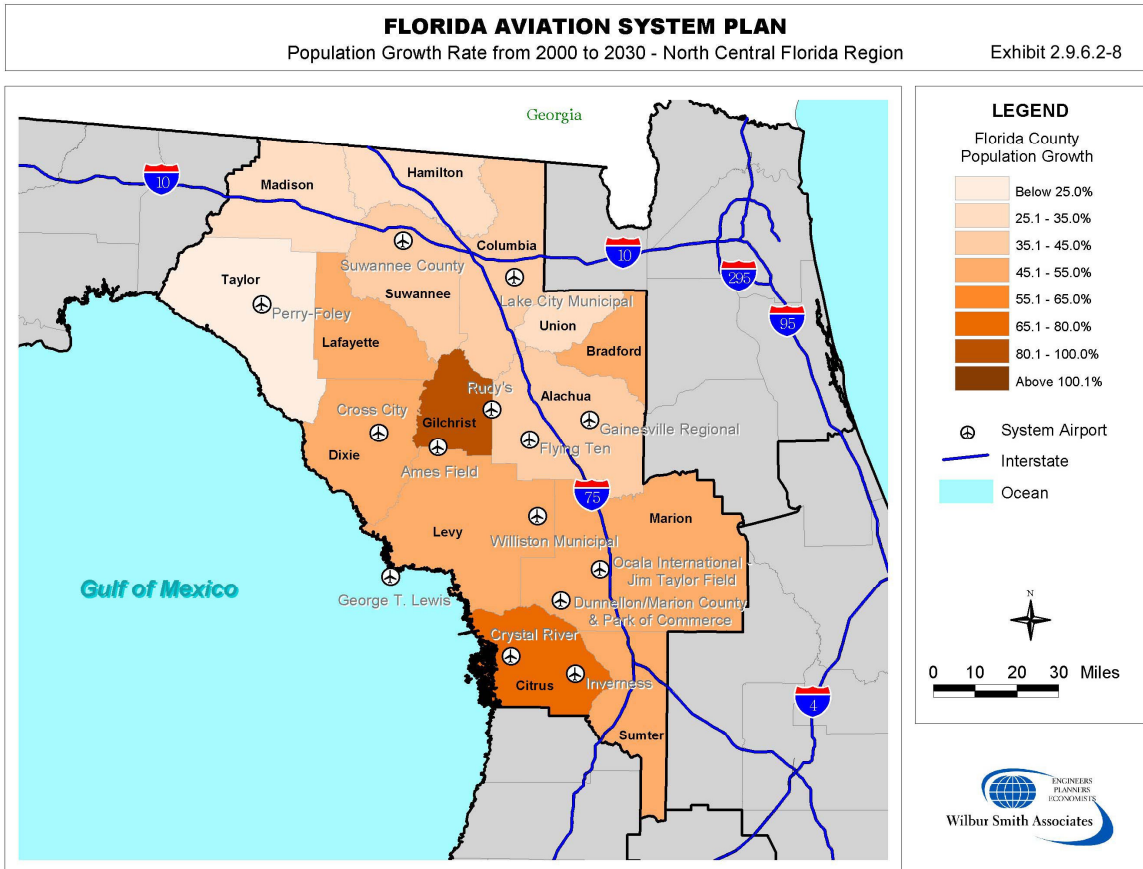 FLORIDA AVIATION SYSTEM PLAN
Population Growth Rate from 2000 to 2030 - North Central Florida Region
Exhibit 2.9.6.2-8
Georgia
Hamilton
Madison
10
Columbia
10
Suwannee County
Taylor
Suwannee
295
Perry-Foley
Lake City Municipal
95
Union
Lafayette
Bradford
Rudy's
Alachua
Cross City
Gilchrist
Gainesville Regional
Flying Ten
Dixie
Ames Field
75
Levy
Marion
Williston Municipal
Ocala International -
Jim Taylor Field
Gulf of Mexico
George T. Lewis
Dunnellon/Marion County
& Park of Commerce
Crystal River
Citrus
Inverness
4
Sumter
LEGEND
Florida County
Population Growth
Below 25.0%
25.1 - 35.0%
35.1 - 45.0%
45.1 - 55.0%
55.1 - 65.0%
65.1 - 80.0%
80.1 - 100.0%
Above 100.1%
System Airport
Interstate
Ocean
N
0 10 20 30 Miles
ENGINEERS
PLANNERS
ECONOMISTS
Wilbur Smith Associates